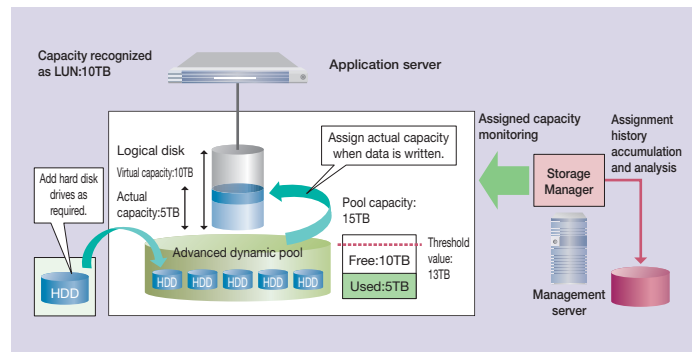 Capacity recognized
as LUN:10TB
Application server
Logical disk
Virtual capacity:10TB
Actual
capacity:5TB
Assign actual capacity
when data is written.
Add hard disk
drives as
required.
HDD
Pool capacity:
15TB
Advanced dynamic pool
HDD
HDD
HDD
HDD
HDD
Free:10TB
Used:5TB
Threshold
value:
13TB
Assigned capacity
monitoring
Storage
Manager
Management
server
Assignment
history
accumulation
and analysis